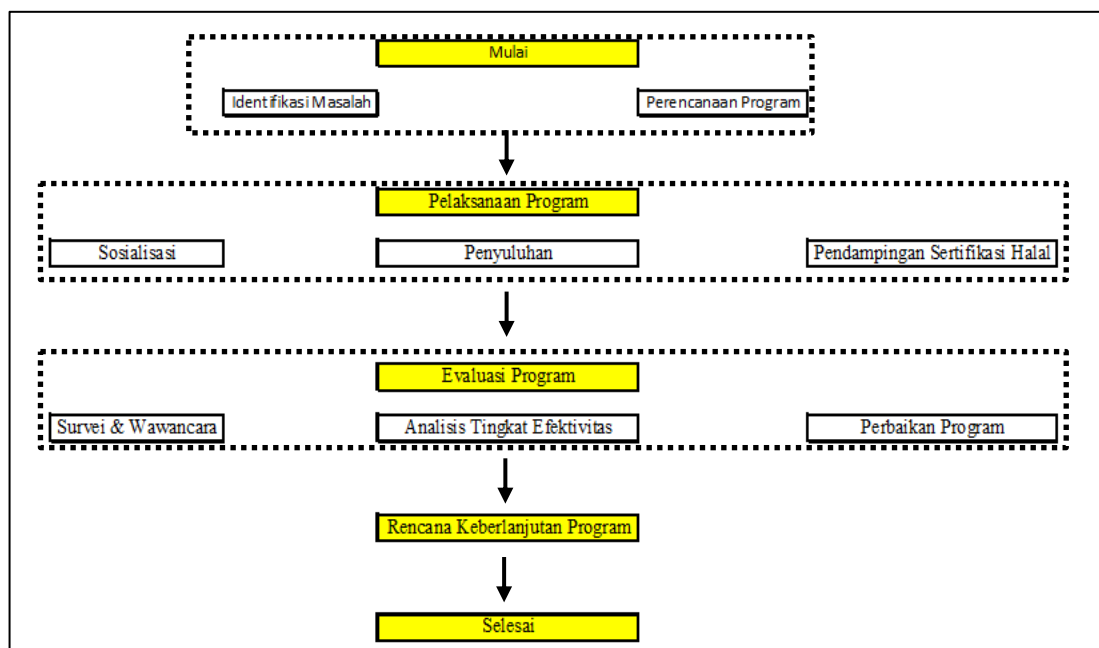 Mulai
Identifikasi Masalah
Perencanaan Program
Pelaksanaan Program
Sosialisasi
Penyuluhan
Pendampingan Sertifikasi Halal
Evaluasi Program
Survei & Wawancara
Analisis Tingkat Efektivitas
Perbaikan Program
Rencana Keberlanjutan Program
Selesai